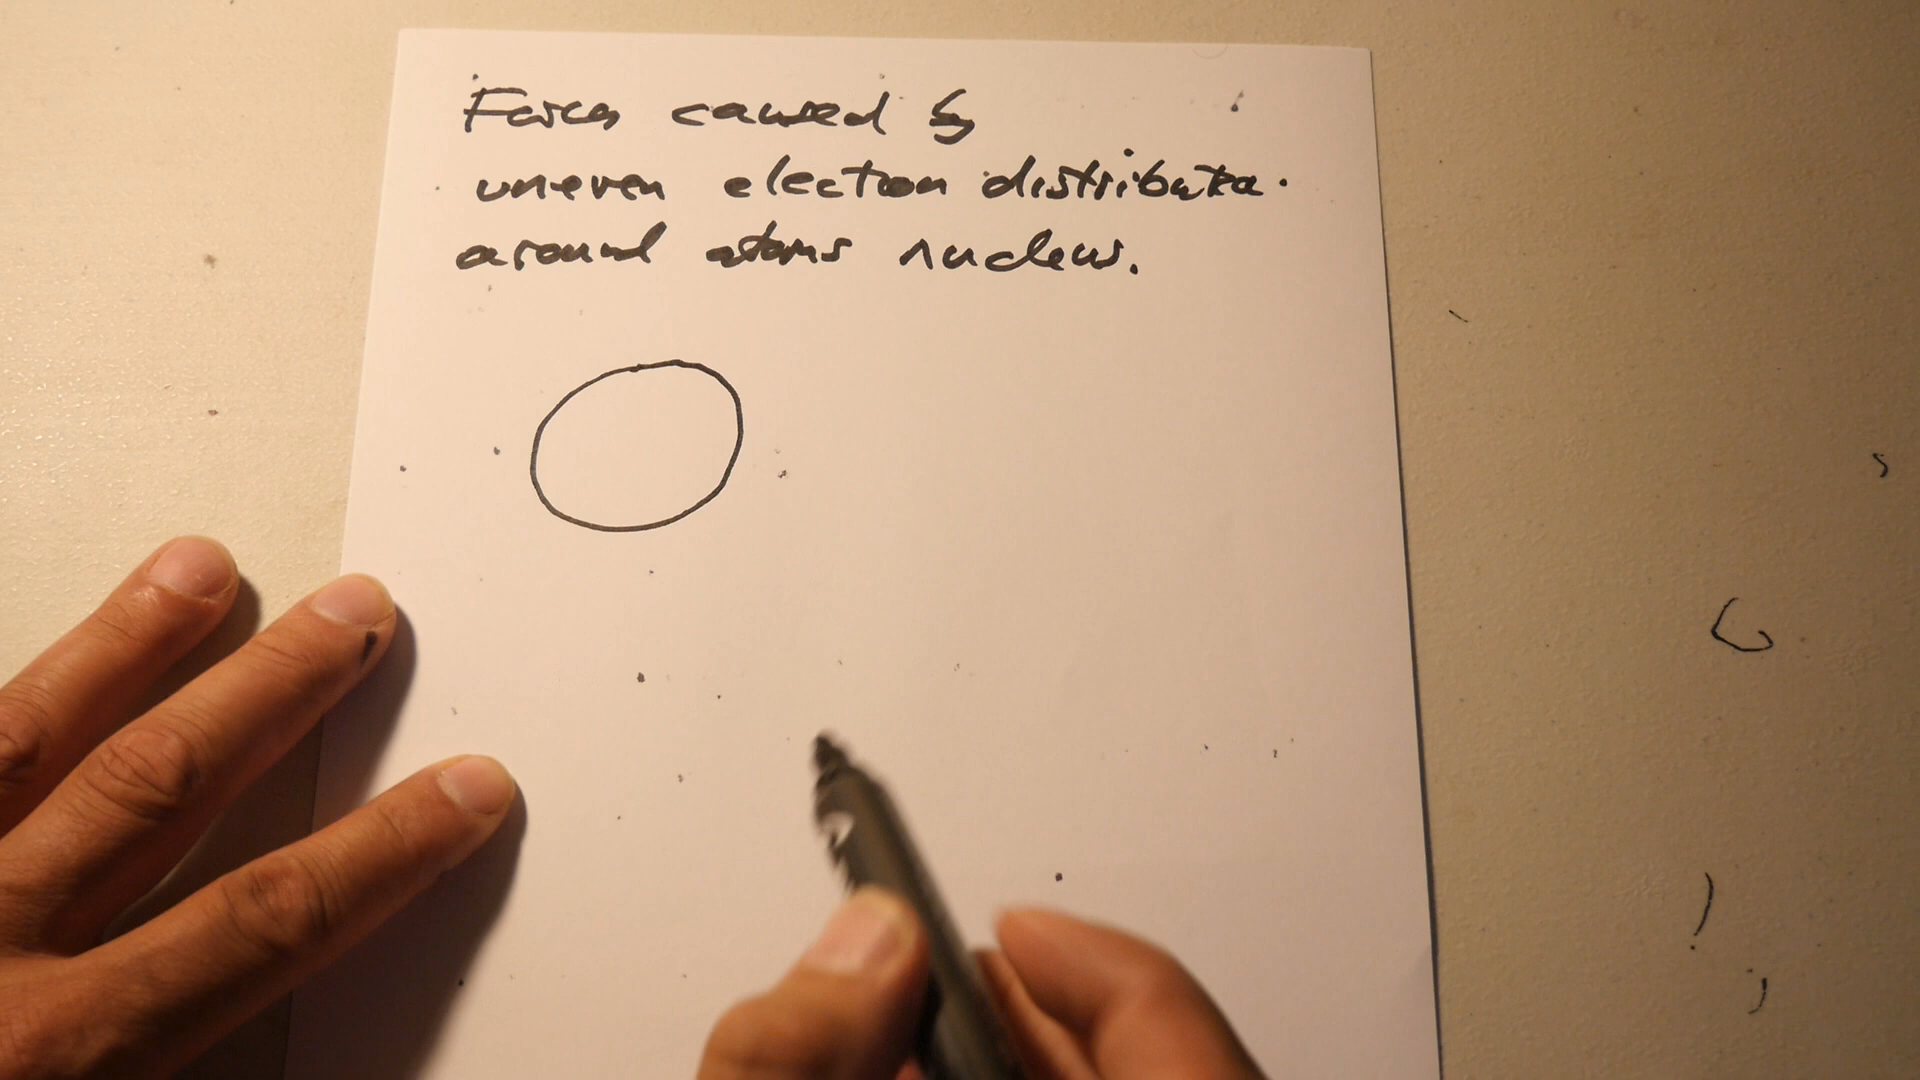 Forces caused by
uneven electron distribution
around atoms nucleus.